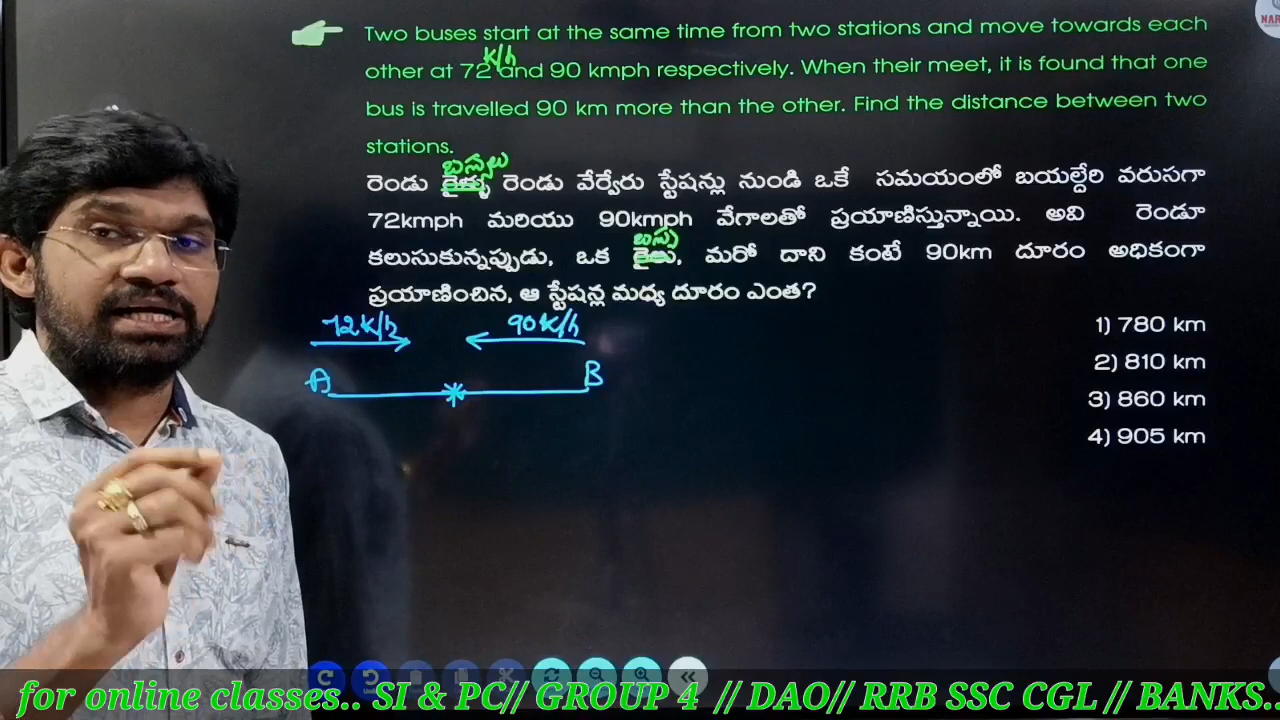 Two buses start at the same time from two stations and move towards each
k/h
other at 72 and 90 kmph respectively. When their meet, it is found that one
bus is travelled 90 km more than the other. Find the distance between two
stations.
బస్సులు
రెండు రైళ్ళు రెండు వేర్వేరు స్టేషన్లు నుండి ఒకే సమయంలో బయల్దేరి వరుసగా
72kmph మరియు 90kmph వేగాలతో ప్రయాణిస్తున్నాయి. అవి రెండూ
బస్సు
కలుసుకున్నప్పుడు, ఒక రైలు, మరో దాని కంటే 90km దూరం అధికంగా
ప్రయాణించిన, ఆ స్టేషన్ల మధ్య దూరం ఎంత?
72k/h 90k/h
A B
1) 780 km
2) 810 km
3) 860 km
4) 905 km
for online classes.. SI & PC// GROUP 4 // DAO// RRB SSC CGL // BANKS..